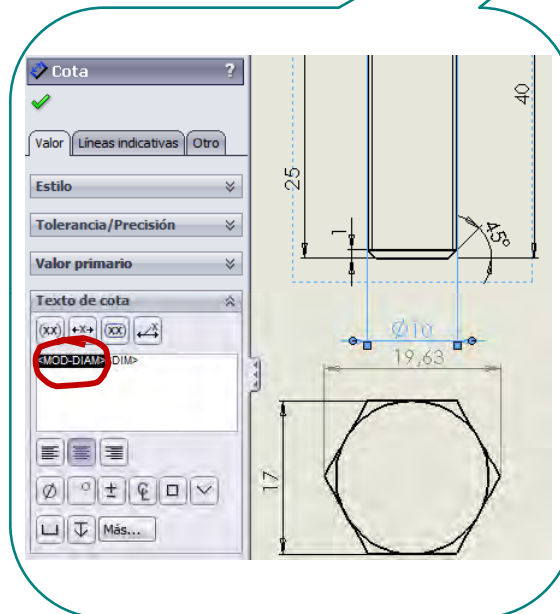 Cota ?
Valor Líneas indicativas Otro
Estilo
Tolerancia/Precisión
Valor primario
Texto de cota
(xx) ←X→ (xx) X
<MOD-DIAM><DIM>
Ø ° ± ℄ □
Más...
25
40
1
45°
Ø10
19,63
17